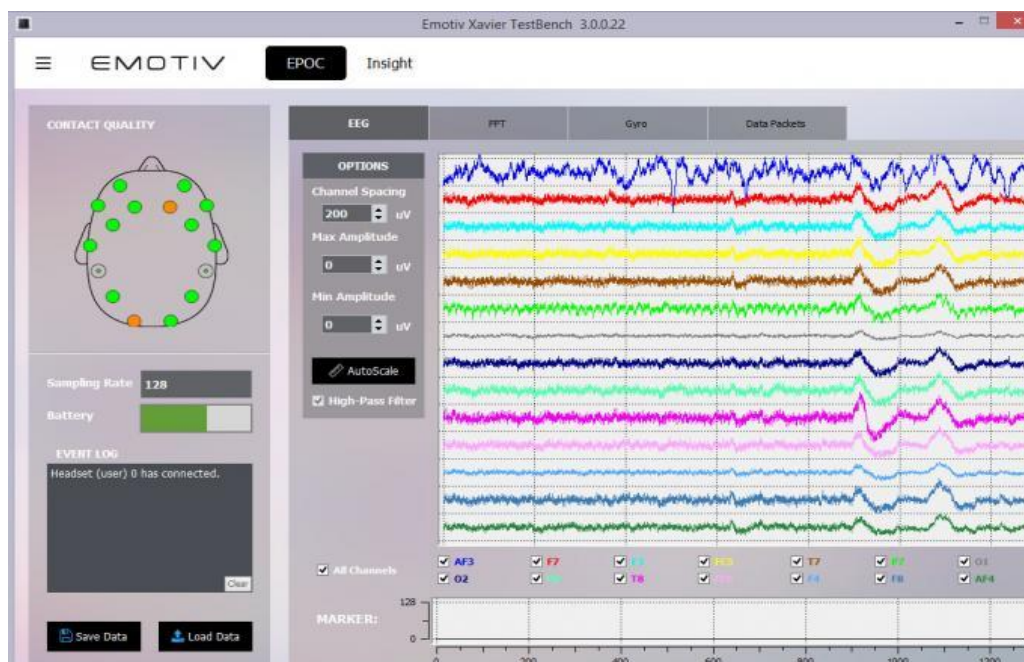 Emotiv Xavier TestBench 3.0.0.22
EMOTIV
EPOC
Insight
CONTACT QUALITY
Sampling Rate 128
Battery
EVENT LOG
Headset (user) 0 has connected.
Clear
Save Data
Load Data
EEG
Gyro
Data Packets
OPTIONS
Channel Spacing
200 uV
Max Amplitude
0 uV
Min Amplitude
0 uV
AutoScale
High-Pass Filter
All Channels
AF3 F7 T7 O1
O2 T8 F4 F8 AF4
MARKER:
128
0
0 200 400 600 800 1000 1200